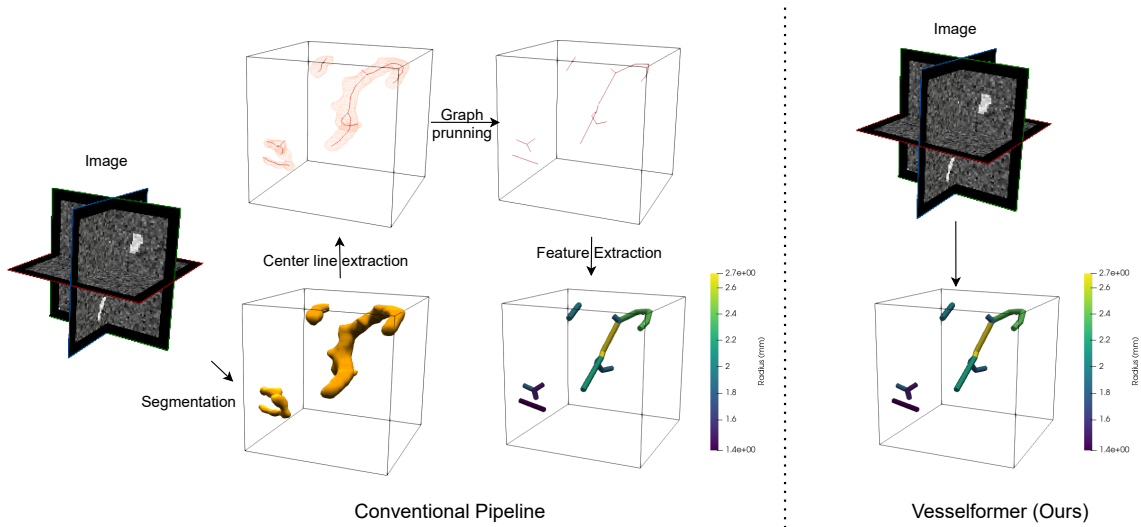 Image
Graph
prunning
Image
Center line extraction
Feature Extraction
Segmentation
2.7e+00
2.6
2.4
2.2
2
1.8
1.6
1.4e+00
Radius (mm)
2.7e+00
2.6
2.4
2.2
2
1.8
1.6
1.4e+00
Radius (mm)
Conventional Pipeline
Vesselformer (Ours)